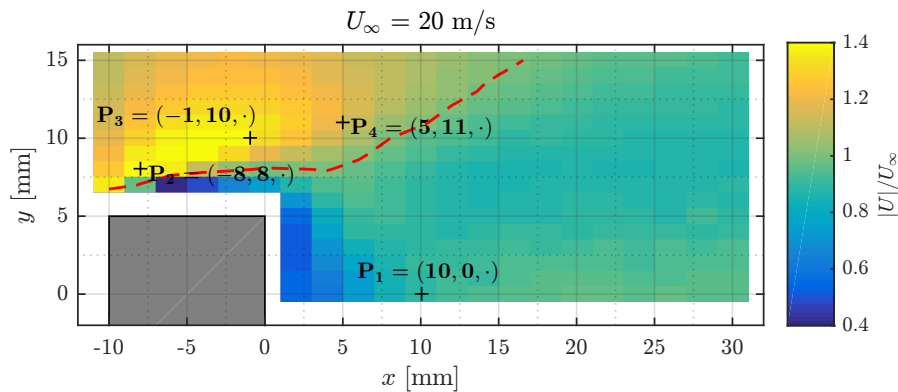 U∞ = 20 m/s
15
10
5
0
y [mm]
P₃ = (−1, 10, ·)
P₄ = (5, 11, ·)
P₂ = (−8, 8, ·)
P₁ = (10, 0, ·)
-10 -5 0 5 10 15 20 25 30
x [mm]
1.4
1.2
1
0.8
0.6
0.4
|U|/U∞